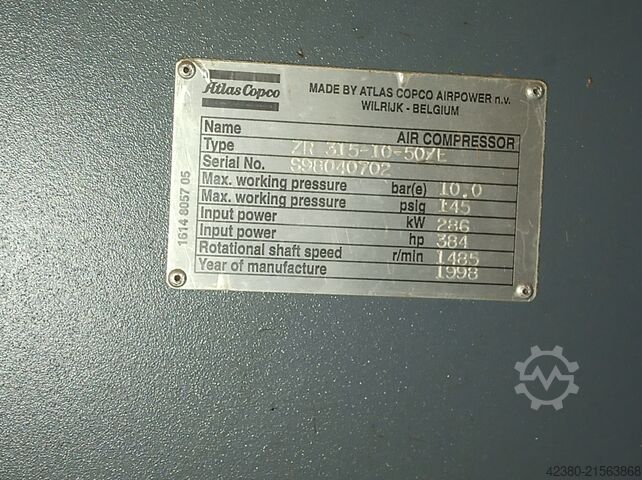 Atlas Copco
MADE BY ATLAS COPCO AIRPOWER n.v.
WILRIJK - BELGIUM
Name AIR COMPRESSOR
Type ZR 315-10-50/E
Serial No. S98040702
Max. working pressure bar(e) 10,0
Max. working pressure psig 145
Input power kW 286
Input power hp 384
Rotational shaft speed r/min 1485
Year of manufacture 1998
1614 8057 05
42380-21563868